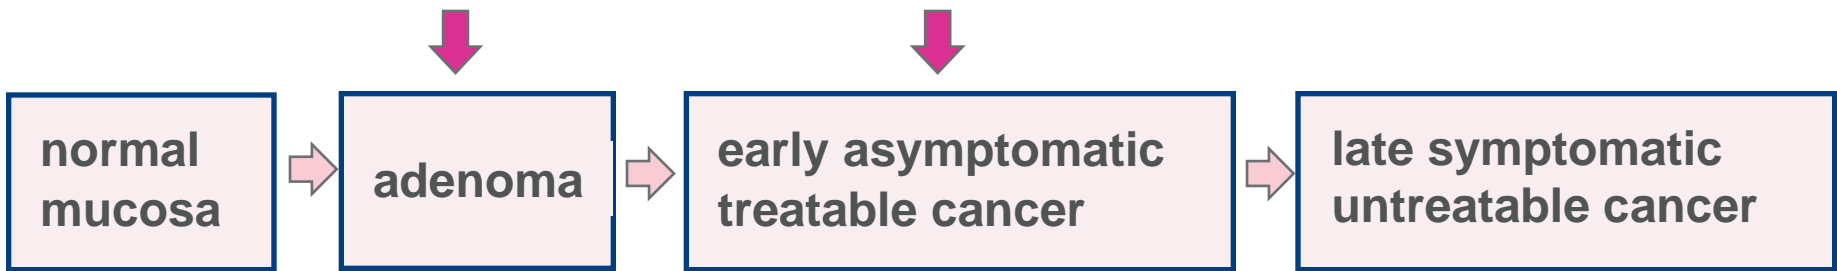 normal
mucosa
adenoma
early asymptomatic
treatable cancer
late symptomatic
untreatable cancer